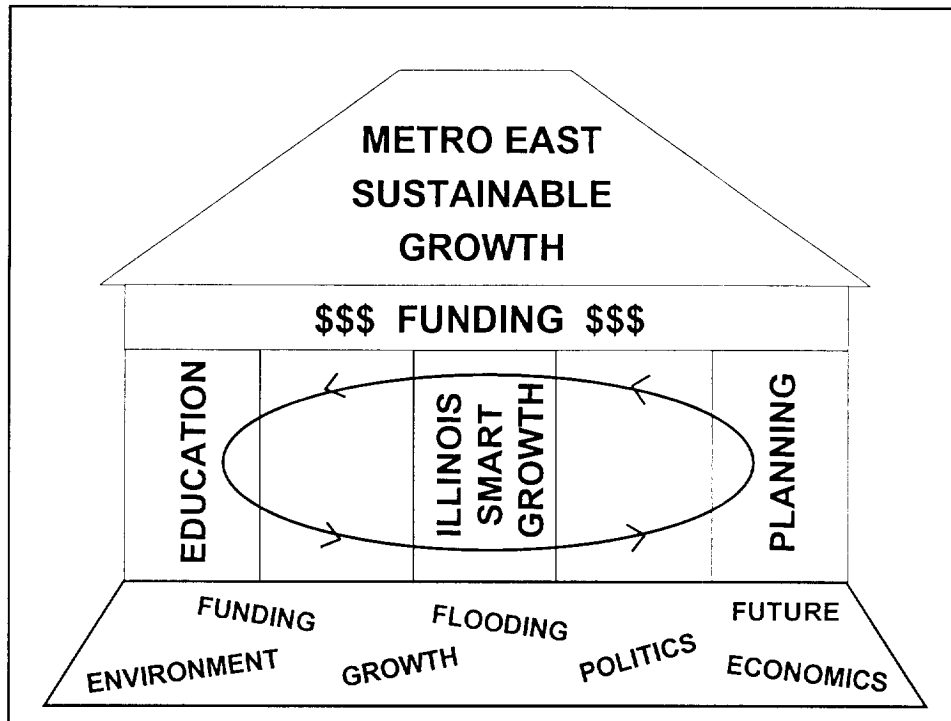 METRO EAST
SUSTAINABLE
GROWTH
$$$ FUNDING $$$
EDUCATION
ILLINOIS
SMART
GROWTH
PLANNING
FUNDING
FLOODING
FUTURE
ENVIRONMENT
GROWTH
POLITICS
ECONOMICS